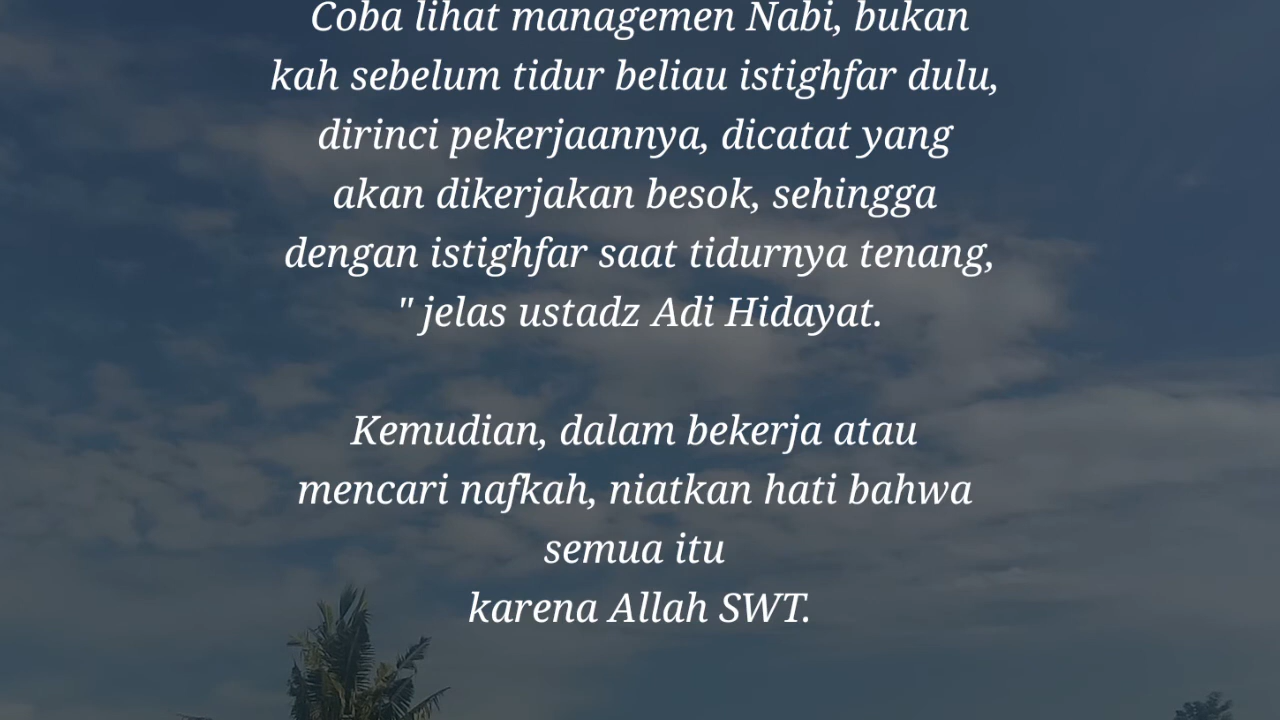 Coba lihat managemen Nabi, bukan
kah sebelum tidur beliau istighfar dulu,
dirinci pekerjaannya, dicatat yang
akan dikerjakan besok, sehingga
dengan istighfar saat tidurnya tenang,
" jelas ustadz Adi Hidayat.
Kemudian, dalam bekerja atau
mencari nafkah, niatkan hati bahwa
semua itu
karena Allah SWT.